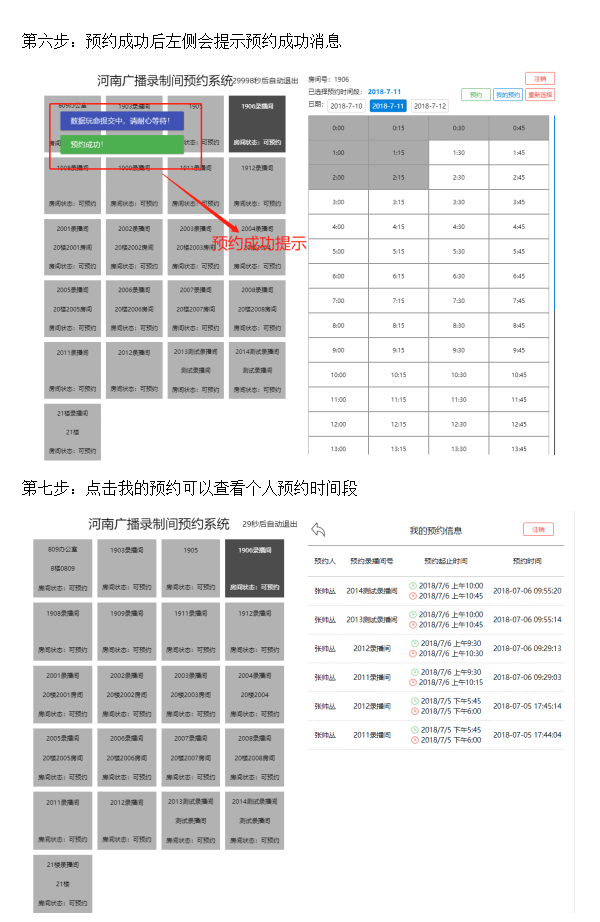 第六步：预约成功后左侧会提示预约成功消息
河南广播录制间预约系统 29998秒后自动退出
809办公室 1903录播间 1905 1906录播间
数据玩命提交中，请耐心等待！
预约成功！
房间状态：可预约 房间状态：可预约
1908录播间 1909录播间 1911录播间 1912录播间
房间状态：可预约 房间状态：可预约 房间状态：可预约 房间状态：可预约
2001录播间 2002录播间 2003录播间 2004录播间
20楼2001房间 20楼2002房间 20楼2003房间 20楼2004
预约成功提示
房间状态：可预约 房间状态：可预约 房间状态：可预约 房间状态：可预约
2005录播间 2006录播间 2007录播间 2008录播间
20楼2005房间 20楼2006房间 20楼2007房间 20楼2008房间
房间状态：可预约 房间状态：可预约 房间状态：可预约 房间状态：可预约
2011录播间 2012录播间 2013测试录播间 2014测试录播间
测试录播间 测试录播间
房间状态：可预约 房间状态：可预约 房间状态：可预约 房间状态：可预约
21楼录播间
21楼
房间状态：可预约
房间号：1906 注销
已选择预约时间段：2018-7-11 预约 我的预约 重新选择
日期：2018-7-10 2018-7-11 2018-7-12
0:00 0:15 0:30 0:45
1:00 1:15 1:30 1:45
2:00 2:15 2:30 2:45
3:00 3:15 3:30 3:45
4:00 4:15 4:30 4:45
5:00 5:15 5:30 5:45
6:00 6:15 6:30 6:45
7:00 7:15 7:30 7:45
8:00 8:15 8:30 8:45
9:00 9:15 9:30 9:45
10:00 10:15 10:30 10:45
11:00 11:15 11:30 11:45
12:00 12:15 12:30 12:45
13:00 13:15 13:30 13:45
第七步：点击我的预约可以查看个人预约时间段
河南广播录制间预约系统 29秒后自动退出
809办公室 1903录播间 1905 1906录播间
8楼0809
房间状态：可预约 房间状态：可预约 房间状态：可预约 房间状态：可预约
1908录播间 1909录播间 1911录播间 1912录播间
房间状态：可预约 房间状态：可预约 房间状态：可预约 房间状态：可预约
2001录播间 2002录播间 2003录播间 2004录播间
20楼2001房间 20楼2002房间 20楼2003房间 20楼2004
房间状态：可预约 房间状态：可预约 房间状态：可预约 房间状态：可预约
2005录播间 2006录播间 2007录播间 2008录播间
20楼2005房间 20楼2006房间 20楼2007房间 20楼2008房间
房间状态：可预约 房间状态：可预约 房间状态：可预约 房间状态：可预约
2011录播间 2012录播间 2013测试录播间 2014测试录播间
测试录播间 测试录播间
房间状态：可预约 房间状态：可预约 房间状态：可预约 房间状态：可预约
21楼录播间
21楼
房间状态：可预约
我的预约信息 注销
预约人 预约录播间号 预约起止时间 预约时间
张帅丛 2014测试录播间 2018/7/6 上午10:00 2018/7/6 上午10:45 2018-07-06 09:55:20
张帅丛 2013测试录播间 2018/7/6 上午10:00 2018/7/6 上午10:45 2018-07-06 09:55:14
张帅丛 2012录播间 2018/7/6 上午9:30 2018/7/6 上午10:30 2018-07-06 09:29:13
张帅丛 2011录播间 2018/7/6 上午9:30 2018/7/6 上午10:15 2018-07-06 09:29:03
张帅丛 2012录播间 2018/7/5 下午5:45 2018/7/5 下午6:00 2018-07-05 17:45:14
张帅丛 2011录播间 2018/7/5 下午5:45 2018/7/5 下午6:00 2018-07-05 17:44:04